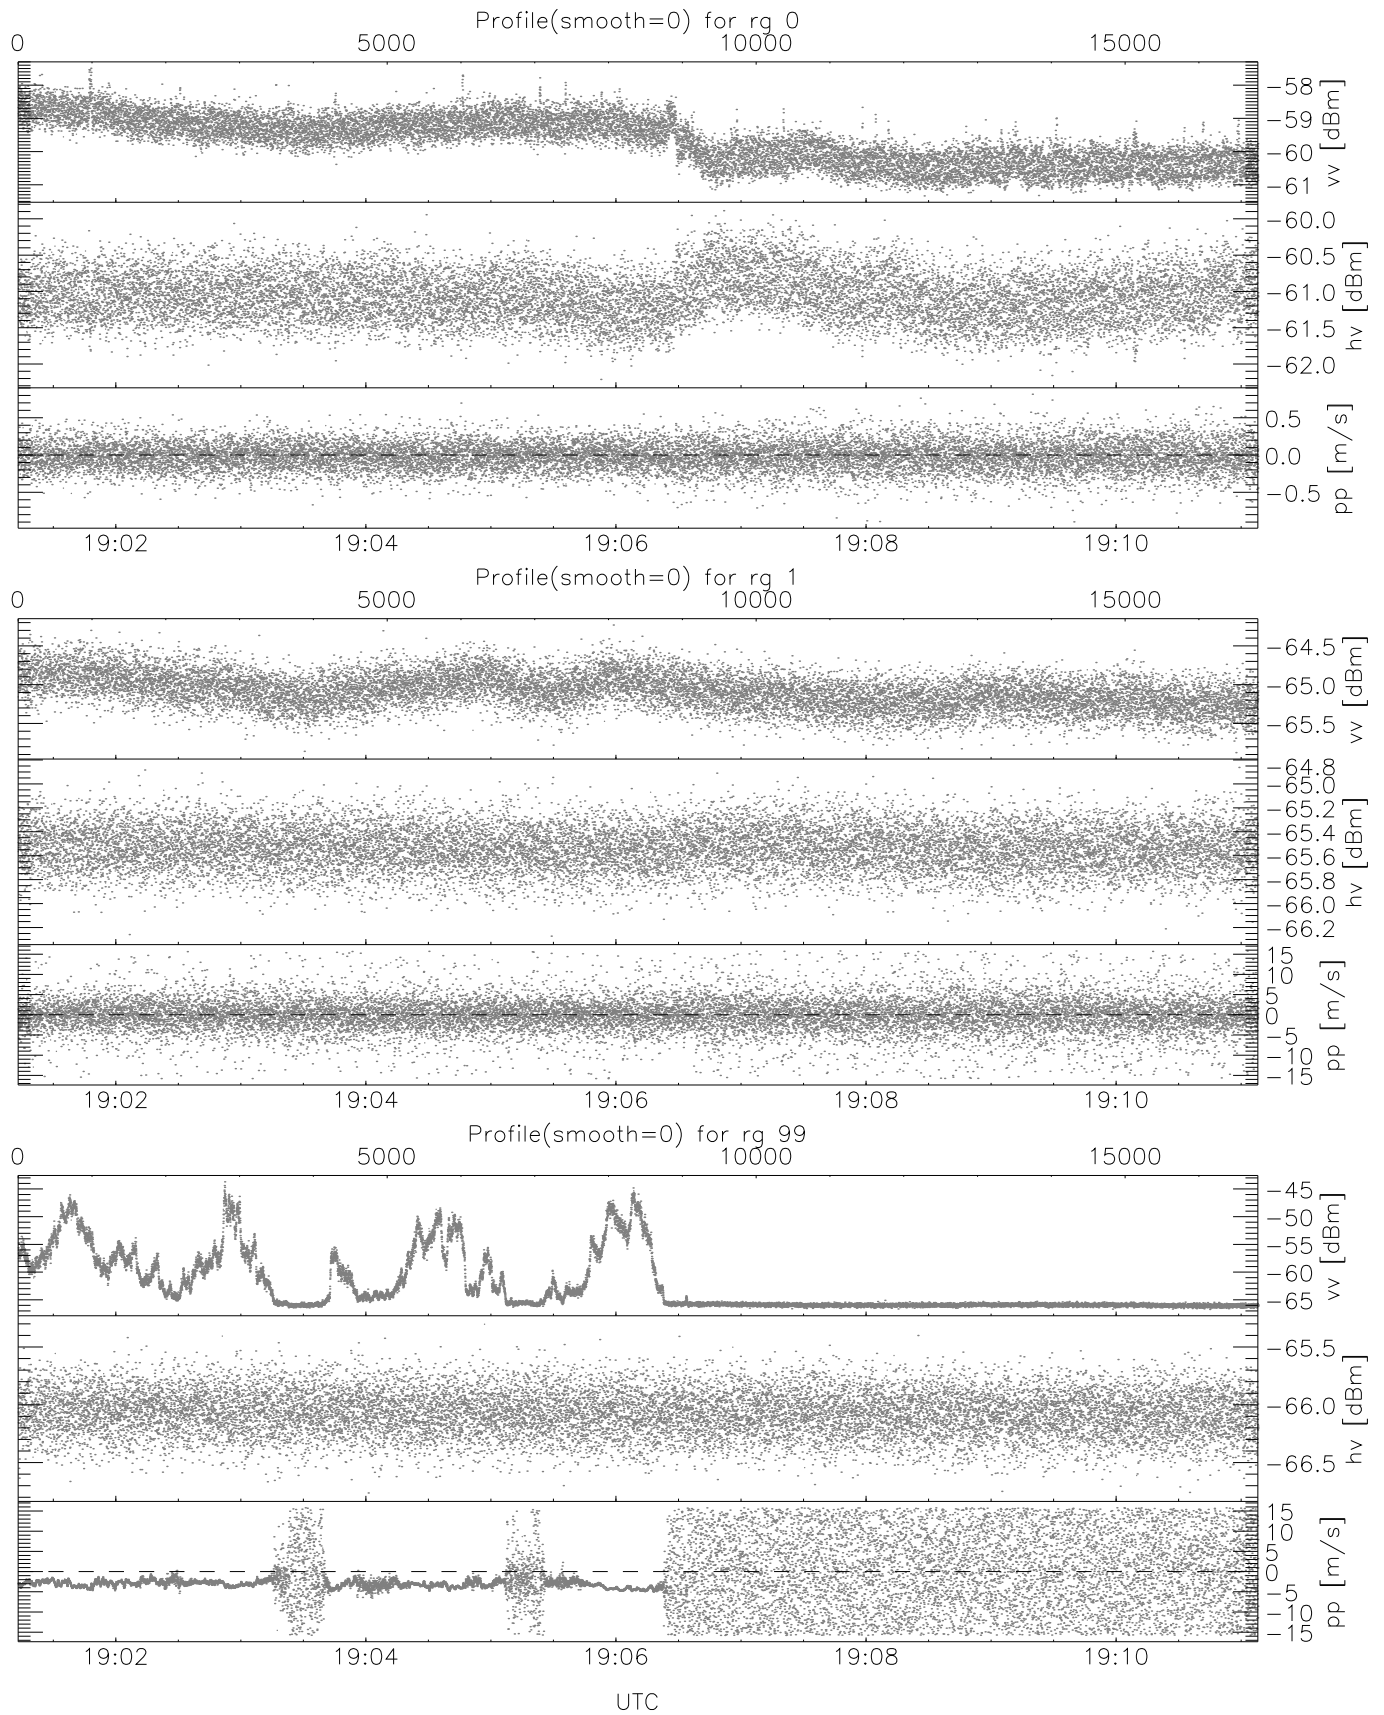 Profile(smooth=0) for rg 0
0 5000 10000 15000
-58
-59
-60
-61
vv [dBm]
-60.0
-60.5
-61.0
-61.5
-62.0
hv [dBm]
0.5
0.0
-0.5
pp [m/s]
19:02 19:04 19:06 19:08 19:10
Profile(smooth=0) for rg 1
0 5000 10000 15000
-64.5
-65.0
-65.5
vv [dBm]
-64.8
-65.0
-65.2
-65.4
-65.6
-65.8
-66.0
-66.2
hv [dBm]
15
10
5
0
-5
-10
-15
pp [m/s]
19:02 19:04 19:06 19:08 19:10
Profile(smooth=0) for rg 99
0 5000 10000 15000
-45
-50
-55
-60
-65
vv [dBm]
-65.5
-66.0
-66.5
hv [dBm]
15
10
5
0
-5
-10
-15
pp [m/s]
19:02 19:04 19:06 19:08 19:10
UTC